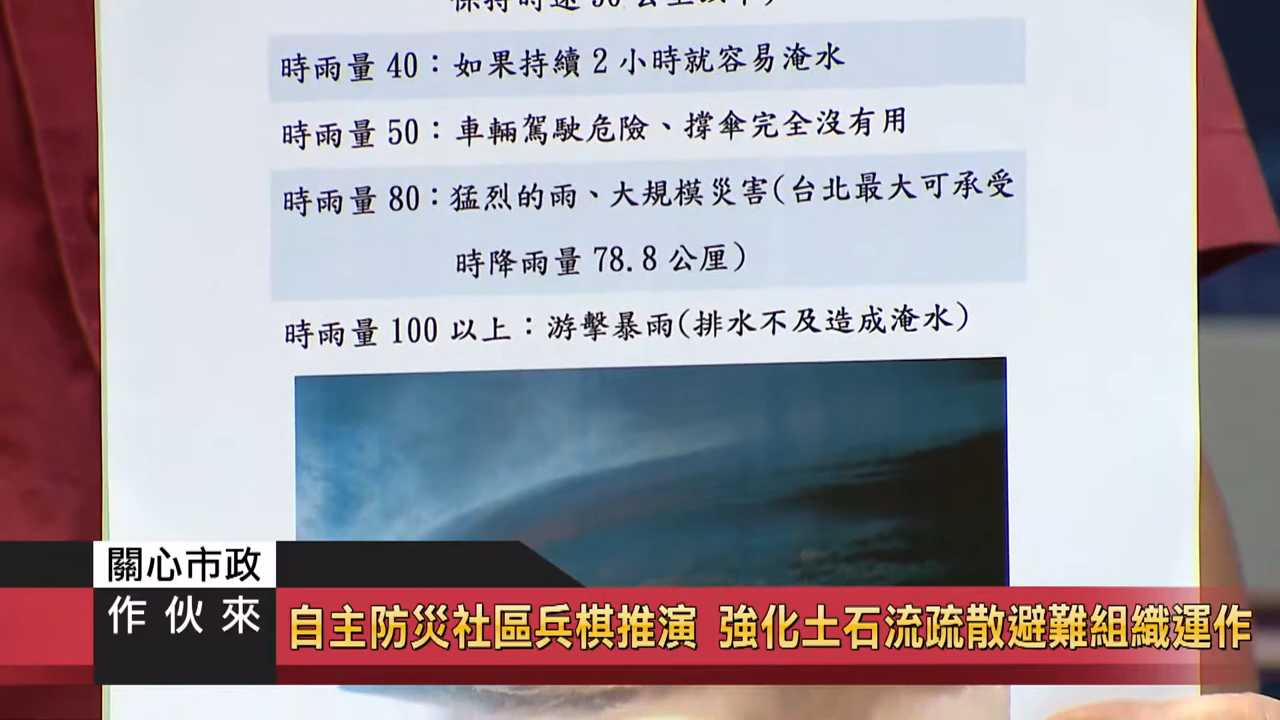 時雨量 40：如果持續 2 小時就容易淹水
時雨量 50：車輛駕駛危險、撐傘完全沒有用
時雨量 80：猛烈的雨、大規模災害(台北最大可承受
時降雨量 78.8 公厘)
時雨量 100 以上：游擊暴雨(排水不及造成淹水)
關心市政
作伙來
自主防災社區兵棋推演 強化土石流疏散避難組織運作